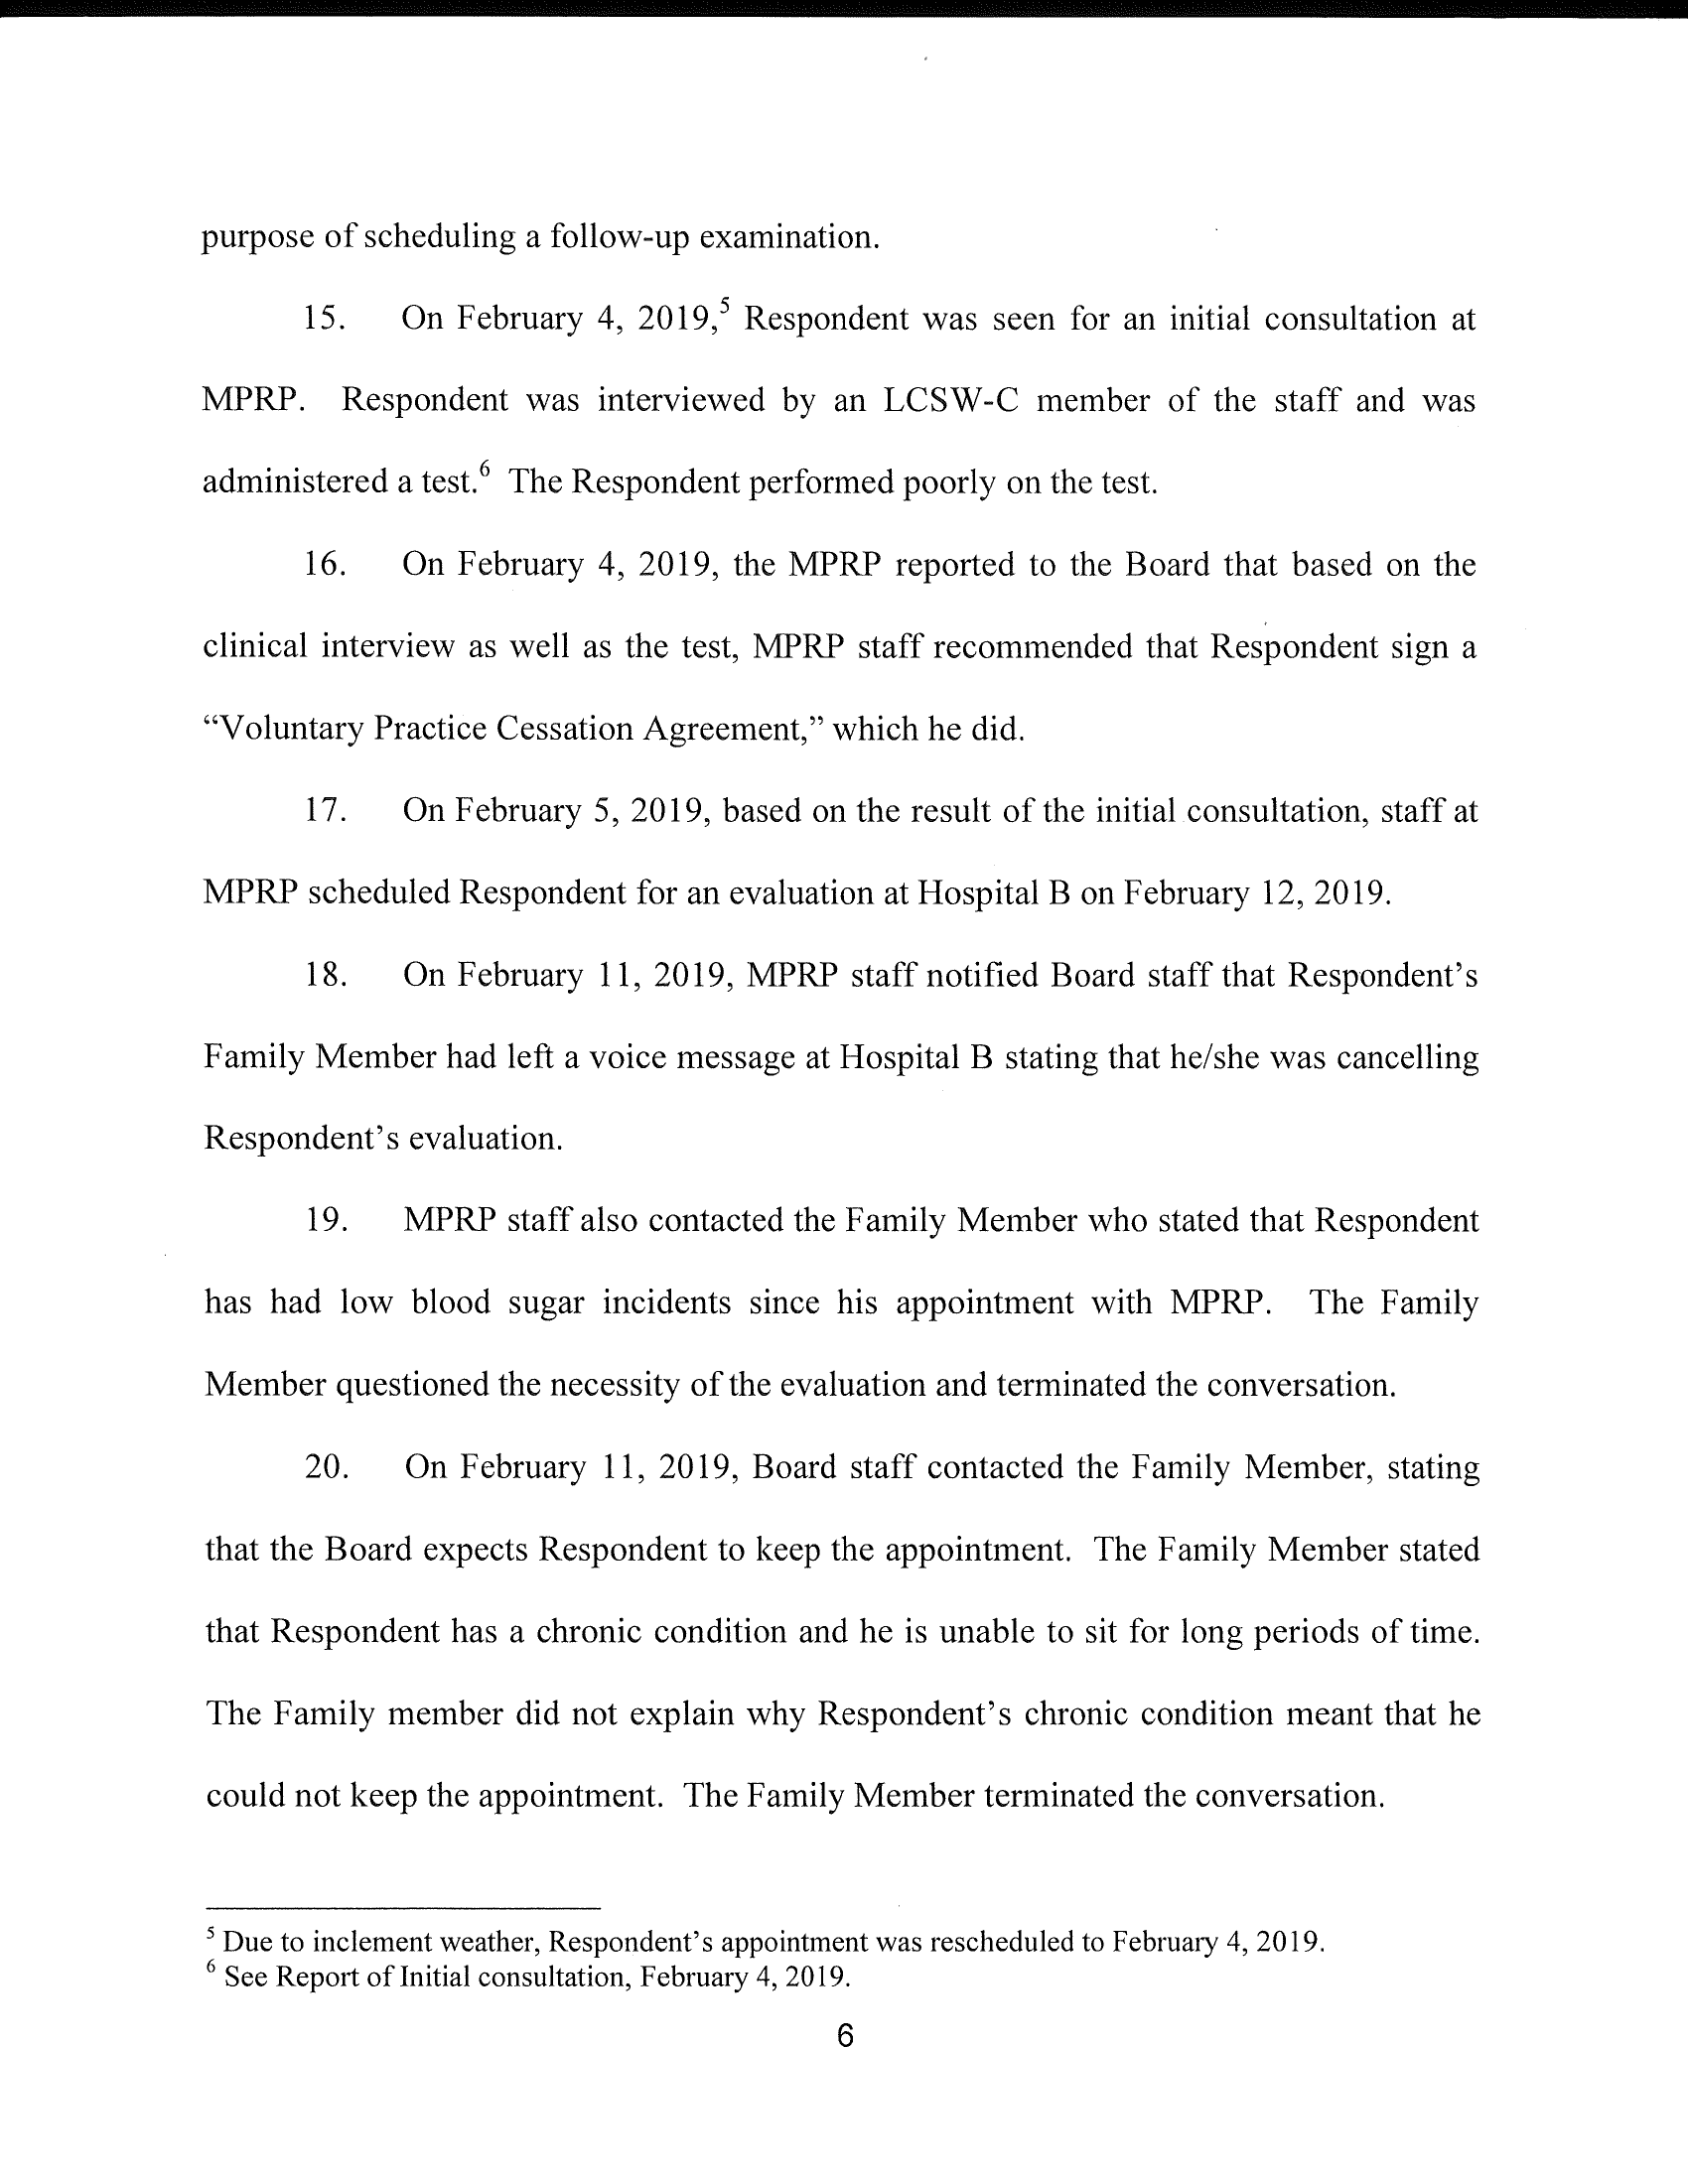 purpose of scheduling a follow-up examination.
15. On February 4, 2019,⁵ Respondent was seen for an initial consultation at
MPRP. Respondent was interviewed by an LCSW-C member of the staff and was
administered a test.⁶ The Respondent performed poorly on the test.
16. On February 4, 2019, the MPRP reported to the Board that based on the
clinical interview as well as the test, MPRP staff recommended that Respondent sign a
“Voluntary Practice Cessation Agreement,” which he did.
17. On February 5, 2019, based on the result of the initial consultation, staff at
MPRP scheduled Respondent for an evaluation at Hospital B on February 12, 2019.
18. On February 11, 2019, MPRP staff notified Board staff that Respondent’s
Family Member had left a voice message at Hospital B stating that he/she was cancelling
Respondent’s evaluation.
19. MPRP staff also contacted the Family Member who stated that Respondent
has had low blood sugar incidents since his appointment with MPRP. The Family
Member questioned the necessity of the evaluation and terminated the conversation.
20. On February 11, 2019, Board staff contacted the Family Member, stating
that the Board expects Respondent to keep the appointment. The Family Member stated
that Respondent has a chronic condition and he is unable to sit for long periods of time.
The Family member did not explain why Respondent’s chronic condition meant that he
could not keep the appointment. The Family Member terminated the conversation.
⁵ Due to inclement weather, Respondent’s appointment was rescheduled to February 4, 2019.
⁶ See Report of Initial consultation, February 4, 2019.
6